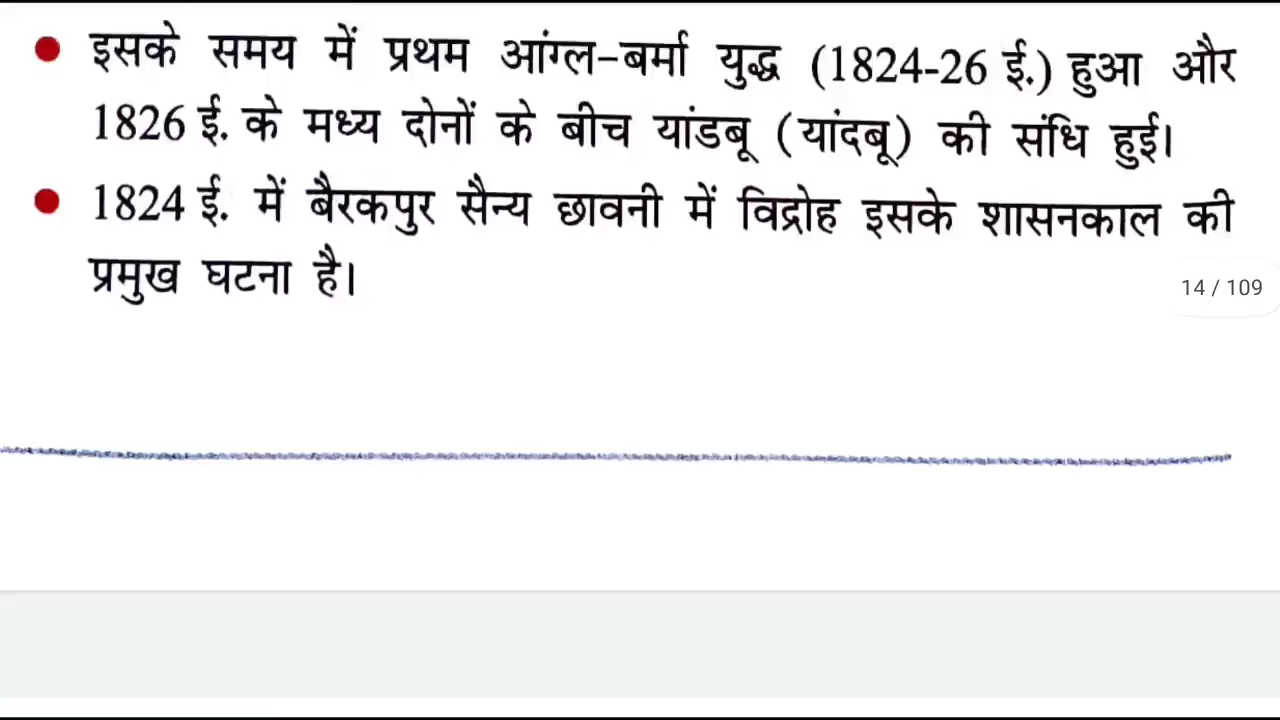 • इसके समय में प्रथम आंग्ल-बर्मा युद्ध (1824-26 ई.) हुआ और
1826 ई. के मध्य दोनों के बीच यांडबू (यांदबू) की संधि हुई।
• 1824 ई. में बैरकपुर सैन्य छावनी में विद्रोह इसके शासनकाल की
प्रमुख घटना है।
14 / 109